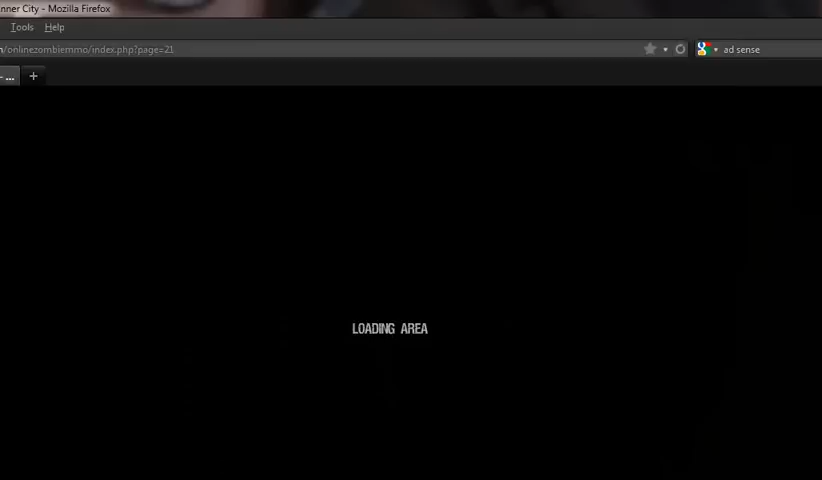 nner City - Mozilla Firefox
Tools Help
/onlinezombiemmo/index.php?page=21
ad sense
- ...
+
LOADING AREA